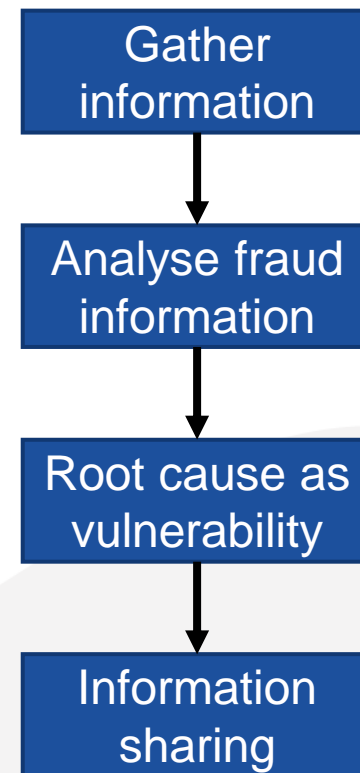 Gather
information
Analyse fraud
information
Root cause as
vulnerability
Information
sharing